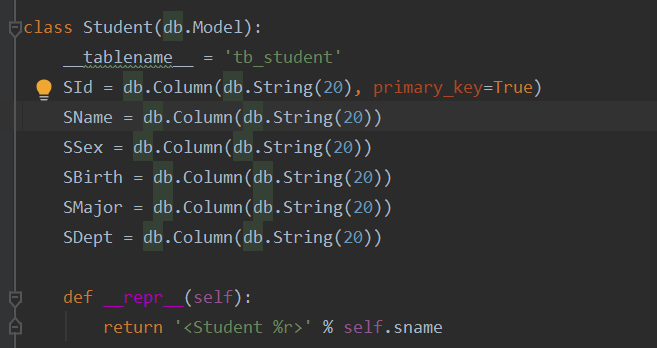 class Student(db.Model):
    __tablename__ = 'tb_student'
    SId = db.Column(db.String(20), primary_key=True)
    SName = db.Column(db.String(20))
    SSex = db.Column(db.String(20))
    SBirth = db.Column(db.String(20))
    SMajor = db.Column(db.String(20))
    SDept = db.Column(db.String(20))

    def __repr__(self):
        return '<Student %r>' % self.sname